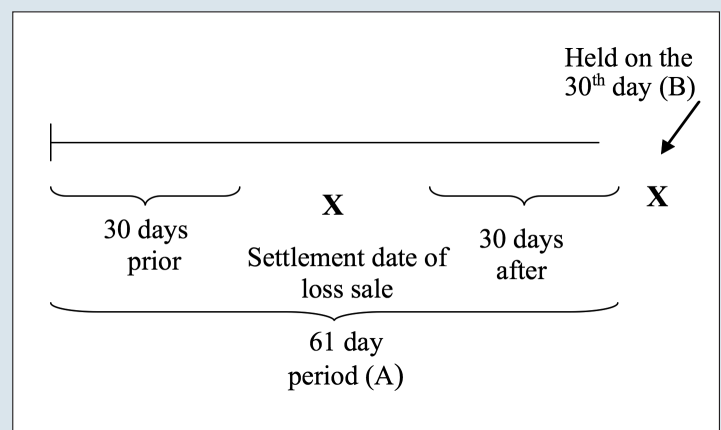 Held on the
30th day (B)
X
X
30 days
prior
Settlement date of
loss sale
30 days
after
61 day
period (A)